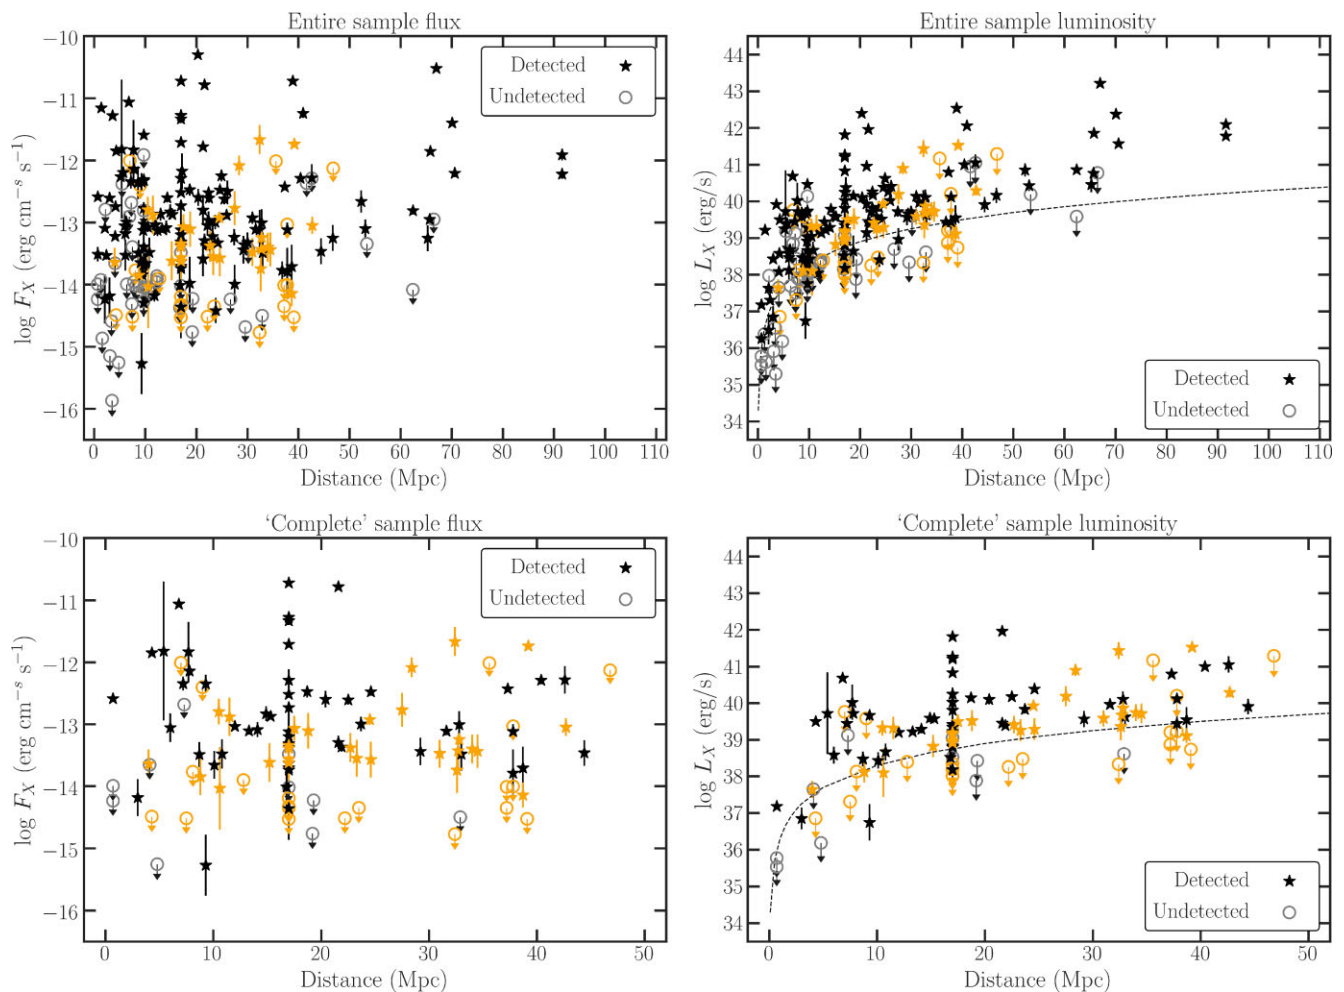 Entire sample flux
−10
−11
−12
−13
−14
−15
−16
log F_X (erg cm^−s s^−1)
Detected
Undetected
0 10 20 30 40 50 60 70 80 90 100 110
Distance (Mpc)
Entire sample luminosity
44
43
42
41
40
39
38
37
36
35
34
log L_X (erg/s)
Detected
Undetected
0 10 20 30 40 50 60 70 80 90 100 110
Distance (Mpc)
‘Complete’ sample flux
−10
−11
−12
−13
−14
−15
−16
log F_X (erg cm^−s s^−1)
Detected
Undetected
0 10 20 30 40 50
Distance (Mpc)
‘Complete’ sample luminosity
44
43
42
41
40
39
38
37
36
35
34
log L_X (erg/s)
Detected
Undetected
0 10 20 30 40 50
Distance (Mpc)